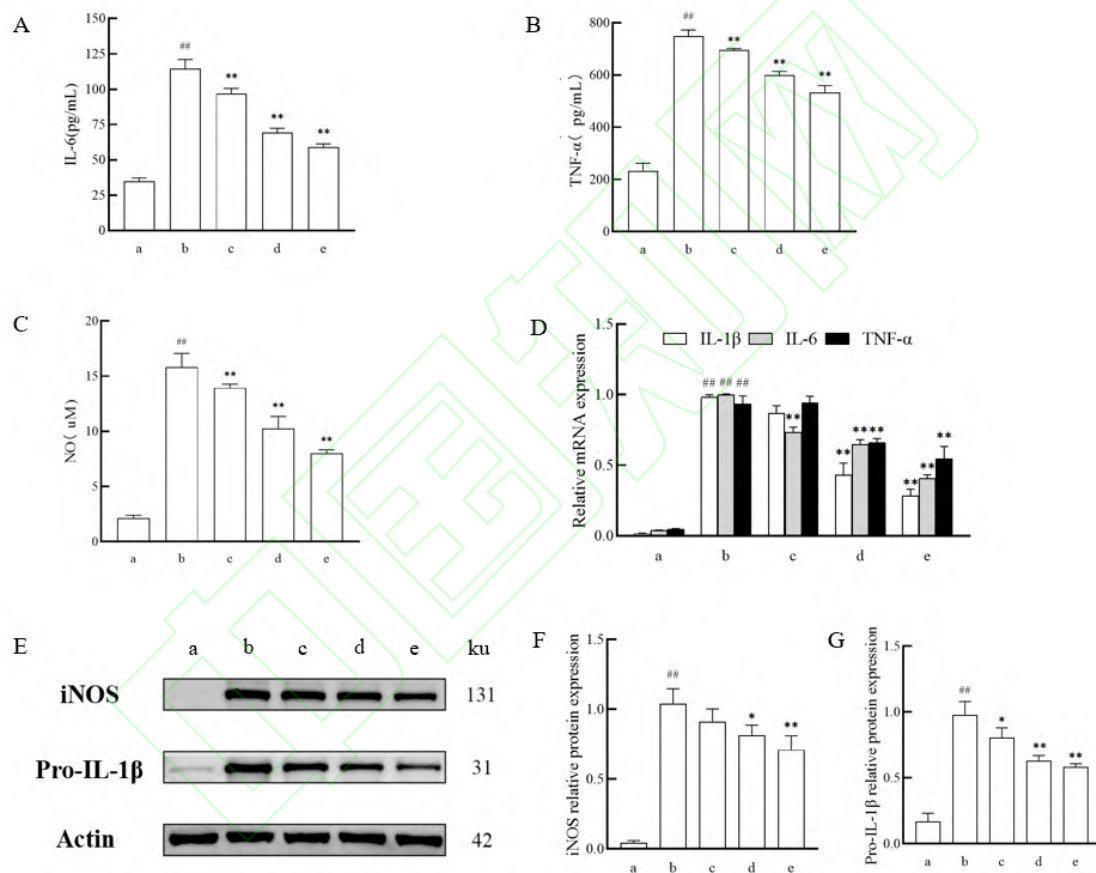 A
IL-6(pg/mL)
150
125
100
75
50
25
0
##
**
**
**
a b c d e
B
TNF-α( pg/mL)
800
600
400
200
0
##
**
**
**
a b c d e
C
NO( uM)
20
15
10
5
0
##
**
**
**
a b c d e
D
Relative mRNA expression
1.5
1.0
0.5
0.0
IL-1β IL-6 TNF-α
## ## ##
**
** ** **
** ** **
a b c d e
E
a b c d e ku
iNOS 131
Pro-IL-1β 31
Actin 42
F
iNOS relative protein expression
1.5
1.0
0.5
0.0
##
*
**
a b c d e
G
Pro-IL-1β relative protein expression
1.5
1.0
0.5
0.0
##
*
**
**
a b c d e
中国知网